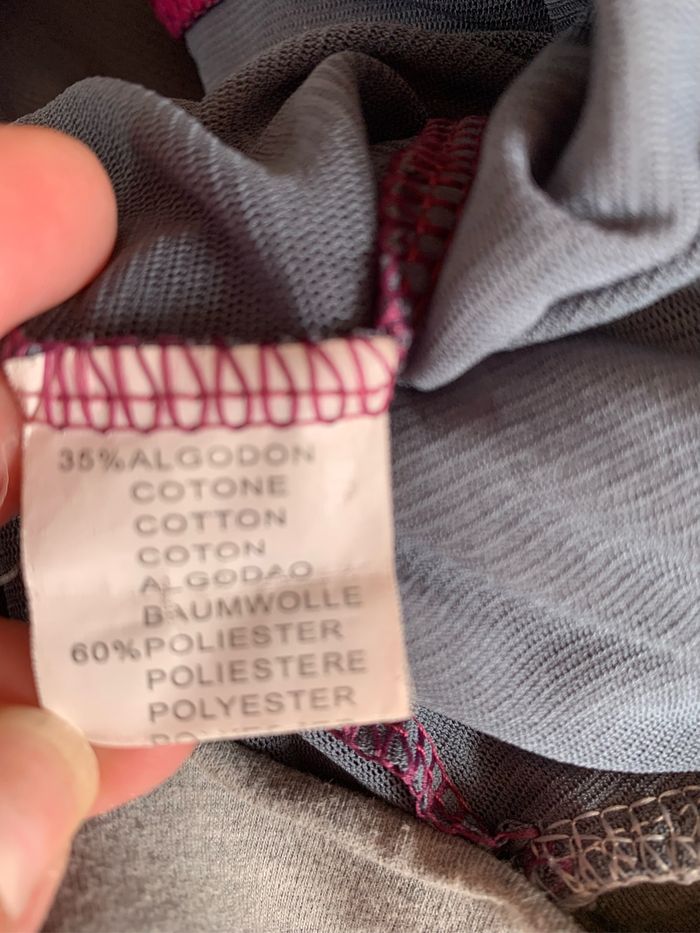 35%ALGODON
COTONE
COTTON
COTON
ALGODAO
BAUMWOLLE
60%POLIESTER
POLIESTERE
POLYESTER